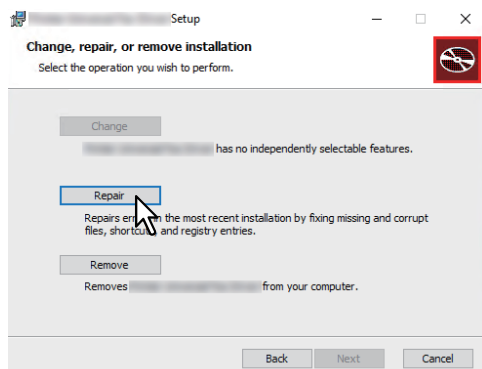 Setup
Change, repair, or remove installation
Select the operation you wish to perform.
Change
has no independently selectable features.
Repair
Repairs in the most recent installation by fixing missing and corrupt
files, and registry entries.
Remove
Removes from your computer.
Back Next Cancel